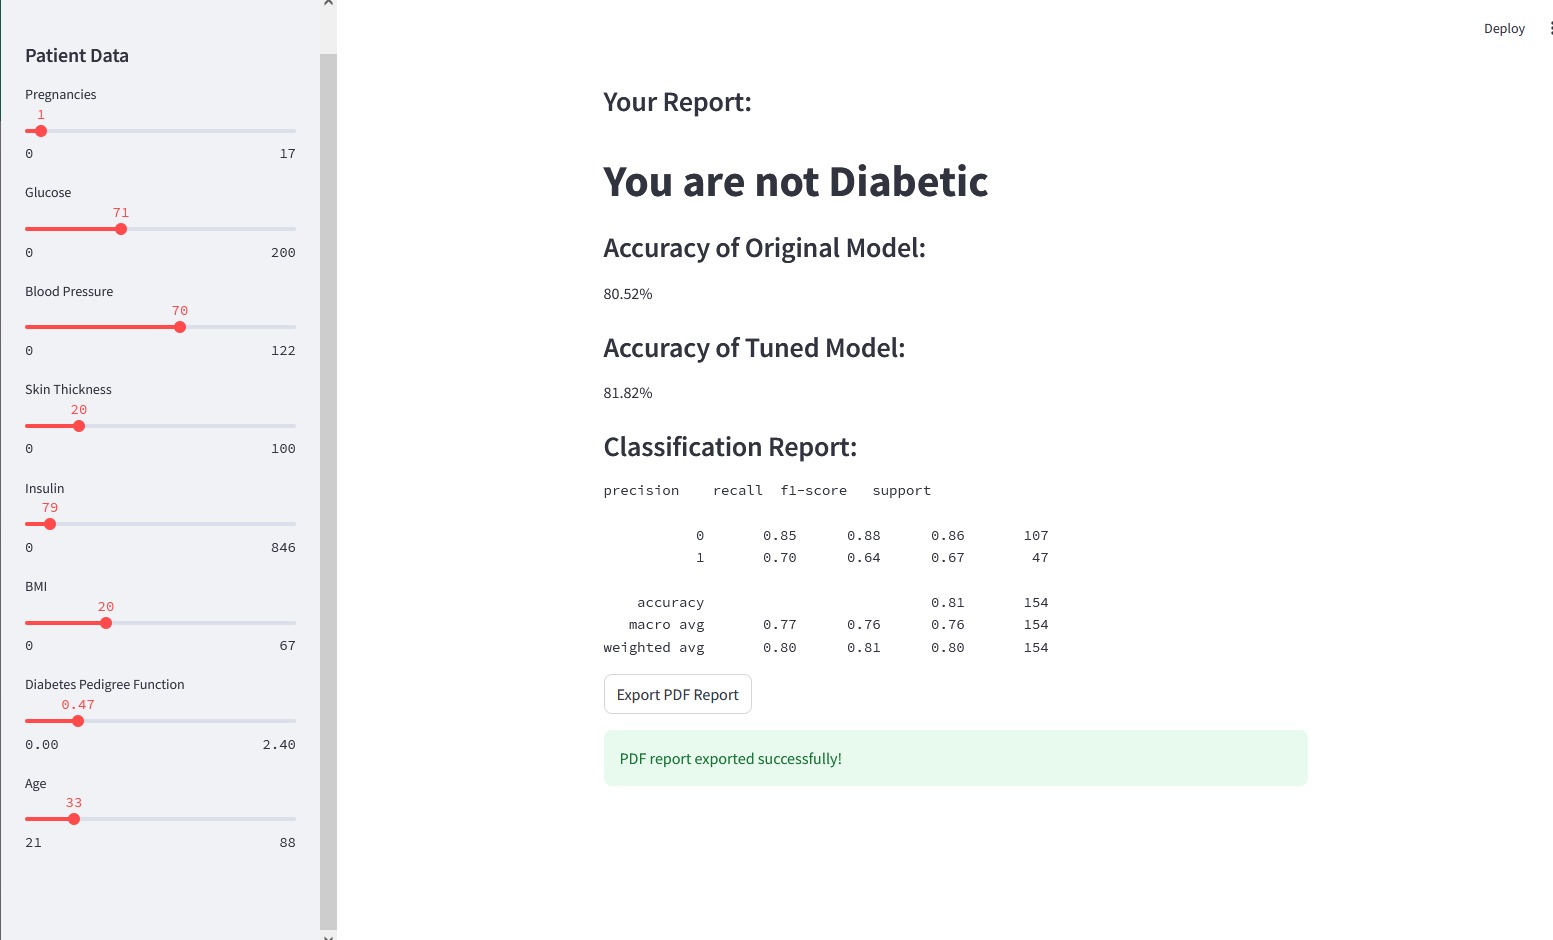 Patient Data
Pregnancies
1
0 17
Glucose
71
0 200
Blood Pressure
70
0 122
Skin Thickness
20
0 100
Insulin
79
0 846
BMI
20
0 67
Diabetes Pedigree Function
0.47
0.00 2.40
Age
33
21 88
Deploy
Your Report:
You are not Diabetic
Accuracy of Original Model:
80.52%
Accuracy of Tuned Model:
81.82%
Classification Report:
precision    recall  f1-score   support
0       0.85      0.88      0.86       107
1       0.70      0.64      0.67        47
accuracy                           0.81       154
macro avg       0.77      0.76      0.76       154
weighted avg       0.80      0.81      0.80       154
Export PDF Report
PDF report exported successfully!